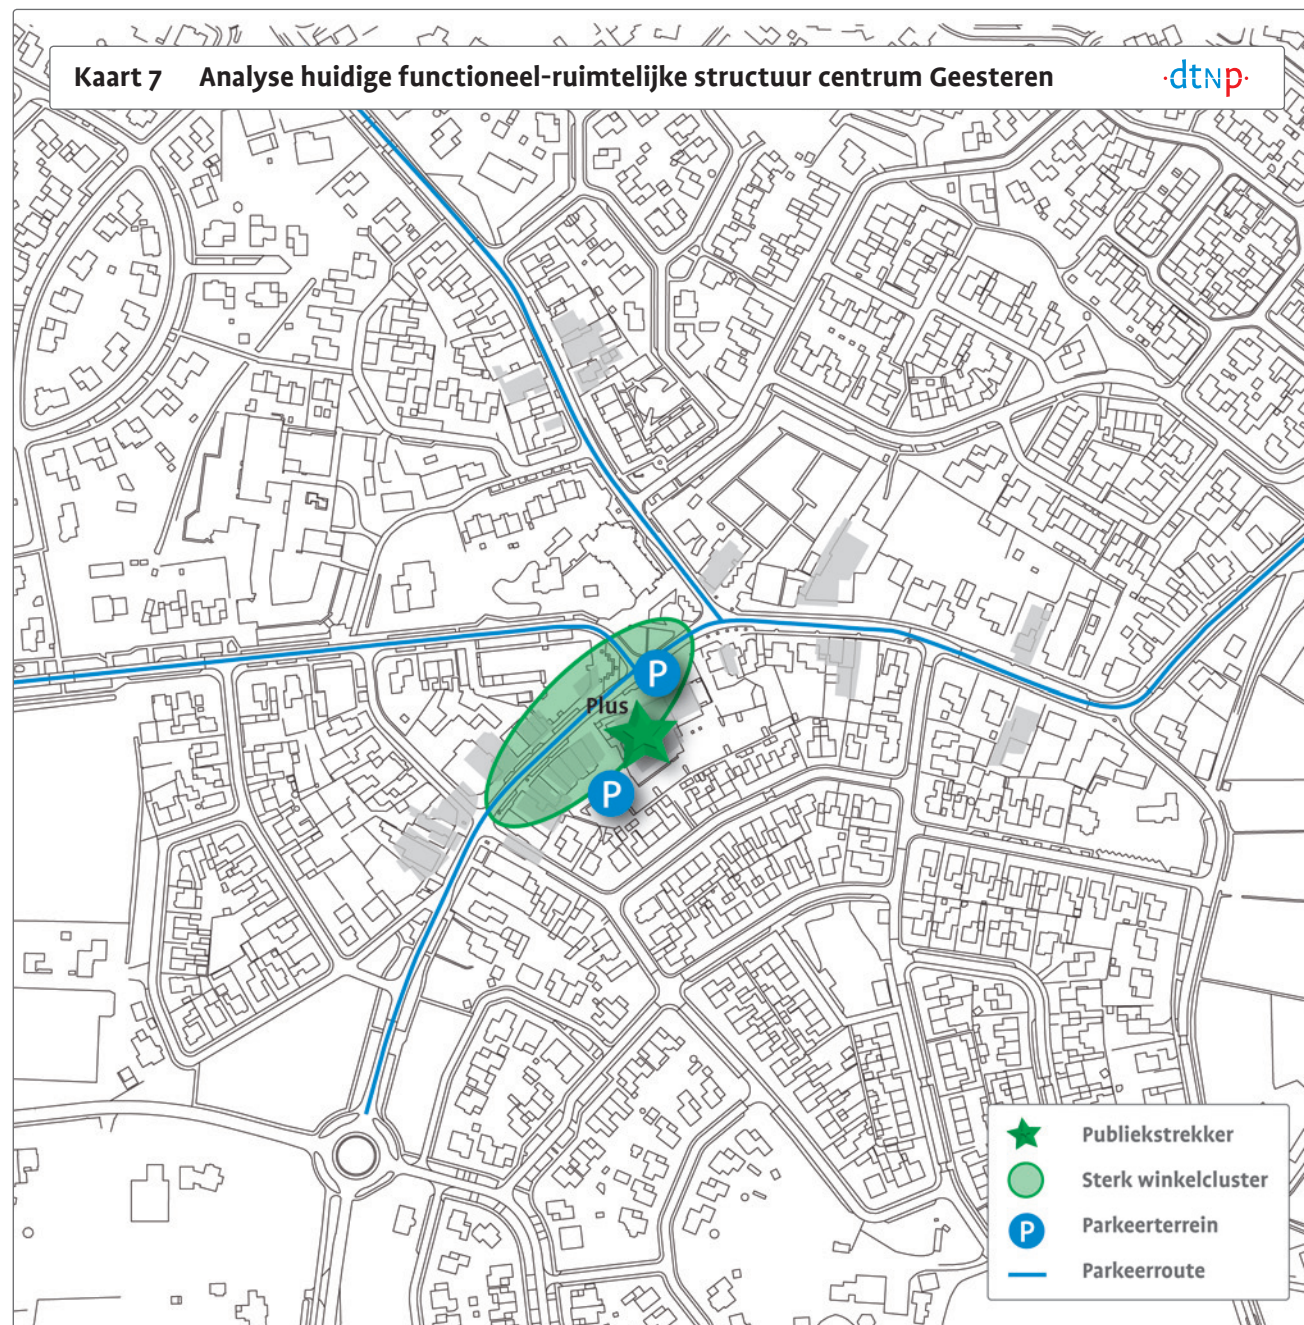 Kaart 7 Analyse huidige functioneel-ruimtelijke structuur centrum Geesteren
dtnp
P
Plus
P
Publiekstrekker
Sterk winkelcluster
P Parkeerterrein
Parkeerroute